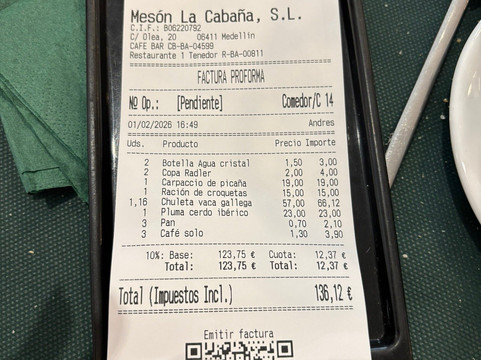 Mesón La Cabaña, S.L.
C.I.F.: B06220792
C/ Olea, 20 06411 Medellin
CAFE BAR CB-BA-04599
Restaurante 1 Tenedor R-BA-00811
FACTURA PROFORMA
Nº Op.: [Pendiente] Comedor/C 14
01/02/2026 16:49 Andres
Uds. Producto Precio Importe
2 Botella Agua cristal 1,50 3,00
2 Copa Radler 2,00 4,00
1 Carpaccio de picaña 19,00 19,00
1 Ración de croquetas 15,00 15,00
1,16 Chuleta vaca gallega 57,00 66,12
1 Pluma cerdo ibérico 23,00 23,00
3 Pan 0,70 2,10
3 Café solo 1,30 3,90
10%: Base: 123,75 € Cuota: 12,37 €
Total: 123,75 € Total: 12,37 €
Total (Impuestos Incl.) 136,12 €
Emitir factura